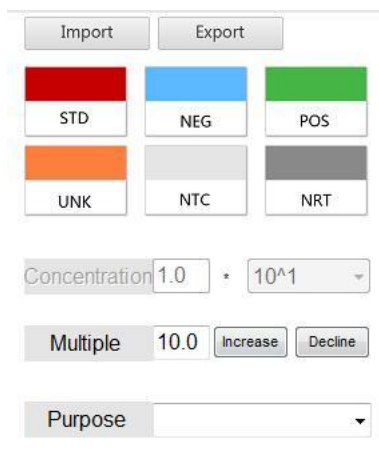 Import Export
STD NEG POS
UNK NTC NRT
Concentration 1.0 * 10^1
Multiple 10.0 Increase Decline
Purpose